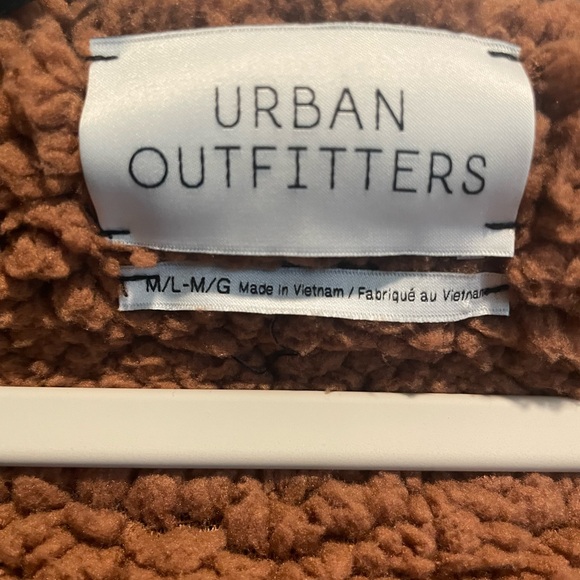 URBAN
OUTFITTERS
M/L-M/G Made in Vietnam / Fabriqué au Vietnam